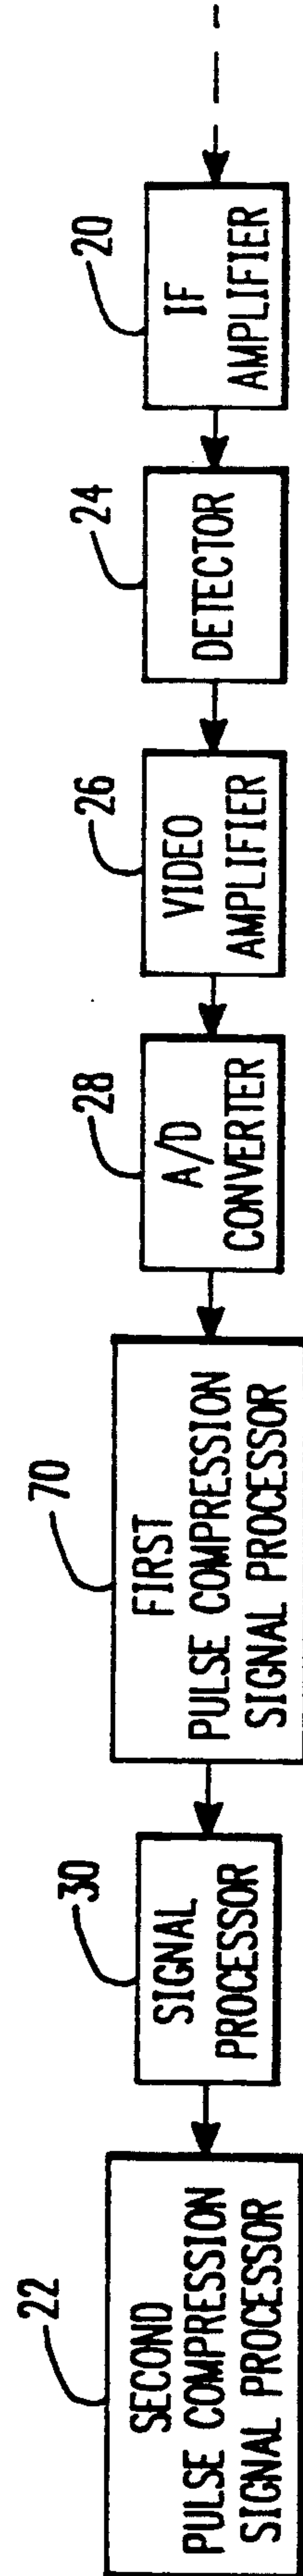 22
SECOND
PULSE COMPRESSION
SIGNAL PROCESSOR
30
SIGNAL
PROCESSOR
70
FIRST
PULSE COMPRESSION
SIGNAL PROCESSOR
28
A/D
CONVERTER
26
VIDEO
AMPLIFIER
24
DETECTOR
20
IF
AMPLIFIER